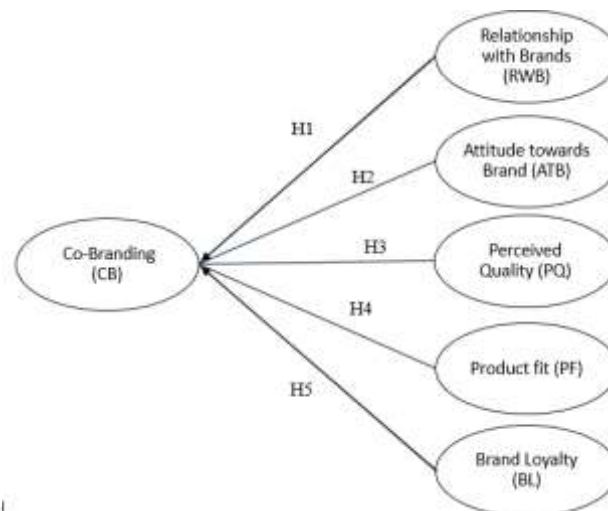 Relationship
with Brands
(RWB)
H1
Attitude towards
Brand (ATB)
H2
Co-Branding
(CB)
H3
Perceived
Quality (PQ)
H4
Product fit (PF)
H5
Brand Loyalty
(BL)